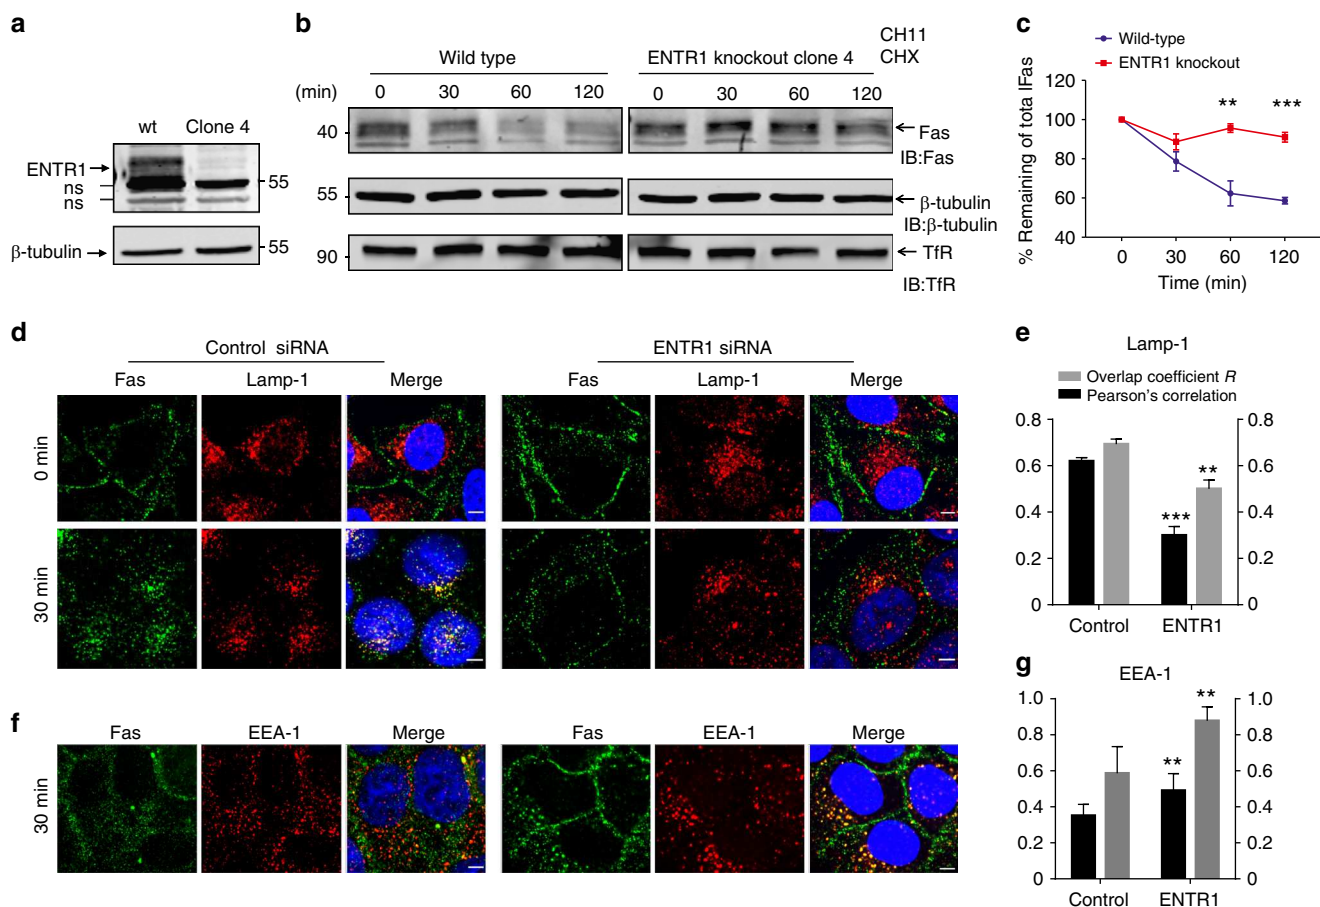 a
wt Clone 4
ENTR1
ns
ns
55
β-tubulin
55
b
Wild type
ENTR1 knockout clone 4
CH11
CHX
(min) 0 30 60 120 0 30 60 120
40
Fas
IB:Fas
55
β-tubulin
IB:β-tubulin
90
TfR
IB:TfR
c
Wild-type
ENTR1 knockout
% Remaining of tota lFas
120
100
80
60
40
** ***
0 30 60 120
Time (min)
d
Control siRNA
ENTR1 siRNA
Fas Lamp-1 Merge Fas Lamp-1 Merge
0 min
30 min
e
Lamp-1
Overlap coefficient R
Pearson's correlation
0.8 0.8
0.6 0.6
0.4 0.4
0.2 0.2
0 0
*** **
Control ENTR1
f
Fas EEA-1 Merge Fas EEA-1 Merge
30 min
g
EEA-1
1.0 1.0
0.8 0.8
0.6 0.6
0.4 0.4
0.2 0.2
0 0
** **
Control ENTR1